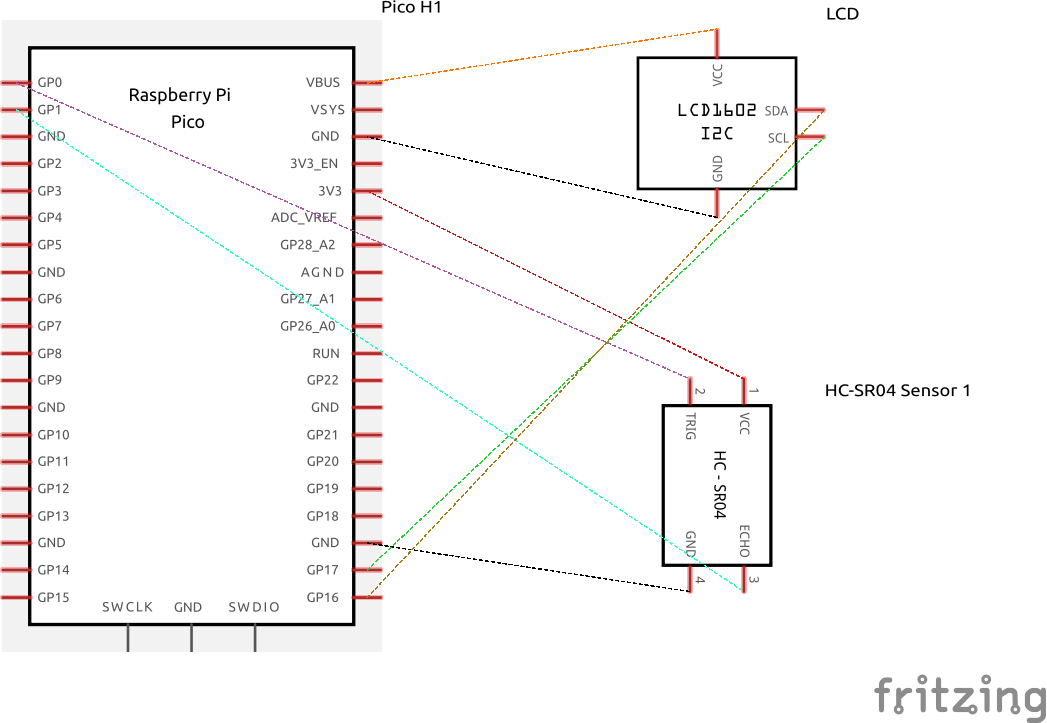 Pico H1
LCD
Raspberry Pi
Pico
GP0
GP1
GND
GP2
GP3
GP4
GP5
GND
GP6
GP7
GP8
GP9
GND
GP10
GP11
GP12
GP13
GND
GP14
GP15
VBUS
VSYS
GND
3V3_EN
3V3
ADC_VREF
GP28_A2
AGND
GP27_A1
GP26_A0
RUN
GP22
GND
GP21
GP20
GP19
GP18
GND
GP17
GP16
SWCLK GND SWDIO
VCC
LCD1602
I2C
SDA
SCL
GND
HC-SR04 Sensor 1
2 1
TRIG VCC
HC - SR04
GND ECHO
4 3
fritzing